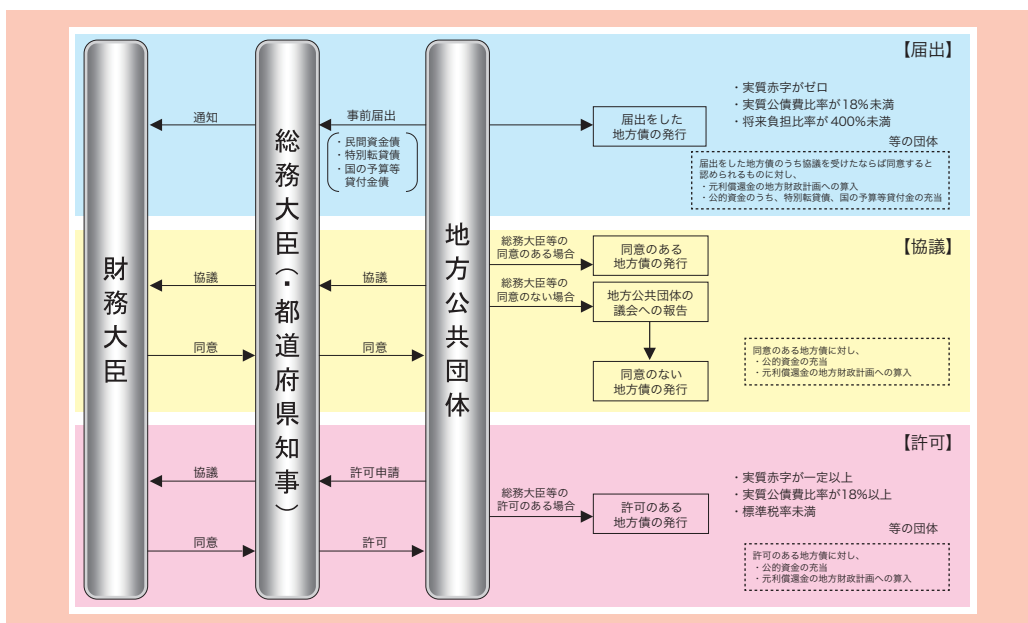 財務大臣
総務大臣（・都道府県知事）
地方公共団体
【届出】
通知
事前届出
・民間資金債
・特別転貸債
・国の予算等
貸付金債
届出をした
地方債の発行
・実質赤字がゼロ
・実質公債費比率が18%未満
・将来負担比率が400%未満
等の団体
届出をした地方債のうち協議を受けたならば同意すると
認められるものに対し、
・元利償還金の地方財政計画への算入
・公的資金のうち、特別転貸債、国の予算等貸付金の充当
【協議】
協議
協議
同意
同意
総務大臣等の
同意のある場合
同意のある
地方債の発行
総務大臣等の
同意のない場合
地方公共団体の
議会への報告
同意のない
地方債の発行
同意のある地方債に対し、
・公的資金の充当
・元利償還金の地方財政計画への算入
【許可】
協議
許可申請
同意
許可
総務大臣等の
許可のある場合
許可のある
地方債の発行
・実質赤字が一定以上
・実質公債費比率が18%以上
・標準税率未満
等の団体
許可のある地方債に対し、
・公的資金の充当
・元利償還金の地方財政計画への算入